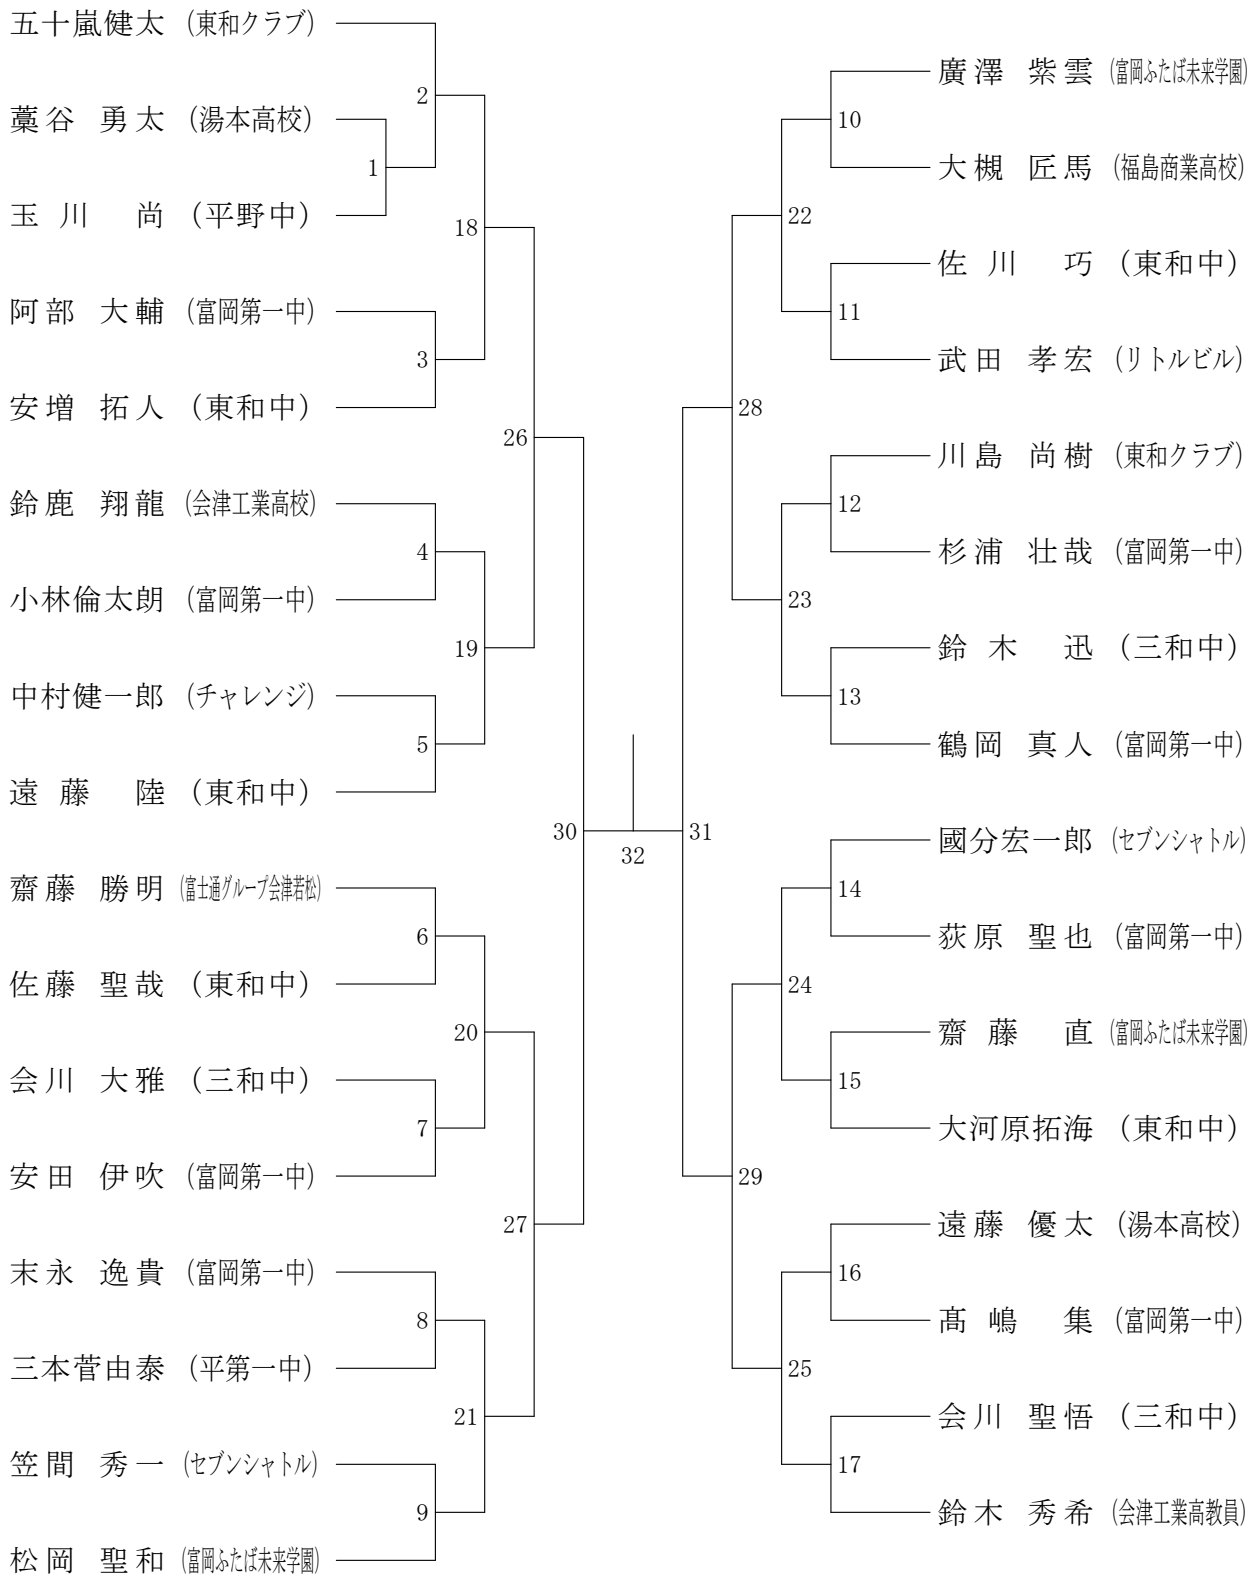 五十嵐健太 (東和クラブ)
藁谷 勇太 (湯本高校)
玉川 尚 (平野中)
阿部 大輔 (富岡第一中)
安増 拓人 (東和中)
鈴鹿 翔龍 (会津工業高校)
小林倫太朗 (富岡第一中)
中村健一郎 (チャレンジ)
遠藤 陸 (東和中)
齋藤 勝明 (富士通グループ会津若松)
佐藤 聖哉 (東和中)
会川 大雅 (三和中)
安田 伊吹 (富岡第一中)
末永 逸貴 (富岡第一中)
三本菅由泰 (平第一中)
笠間 秀一 (セブンシャトル)
松岡 聖和 (富岡ふたば未来学園)
1
2
3
4
5
6
7
8
9
18
19
20
21
26
27
30
32
31
28
29
22
23
24
25
10
11
12
13
14
15
16
17
廣澤 紫雲 (富岡ふたば未来学園)
大槻 匠馬 (福島商業高校)
佐川 巧 (東和中)
武田 孝宏 (リトルビル)
川島 尚樹 (東和クラブ)
杉浦 壮哉 (富岡第一中)
鈴木 迅 (三和中)
鶴岡 真人 (富岡第一中)
國分宏一郎 (セブンシャトル)
荻原 聖也 (富岡第一中)
齋藤 直 (富岡ふたば未来学園)
大河原拓海 (東和中)
遠藤 優太 (湯本高校)
髙嶋 集 (富岡第一中)
会川 聖悟 (三和中)
鈴木 秀希 (会津工業高教員)